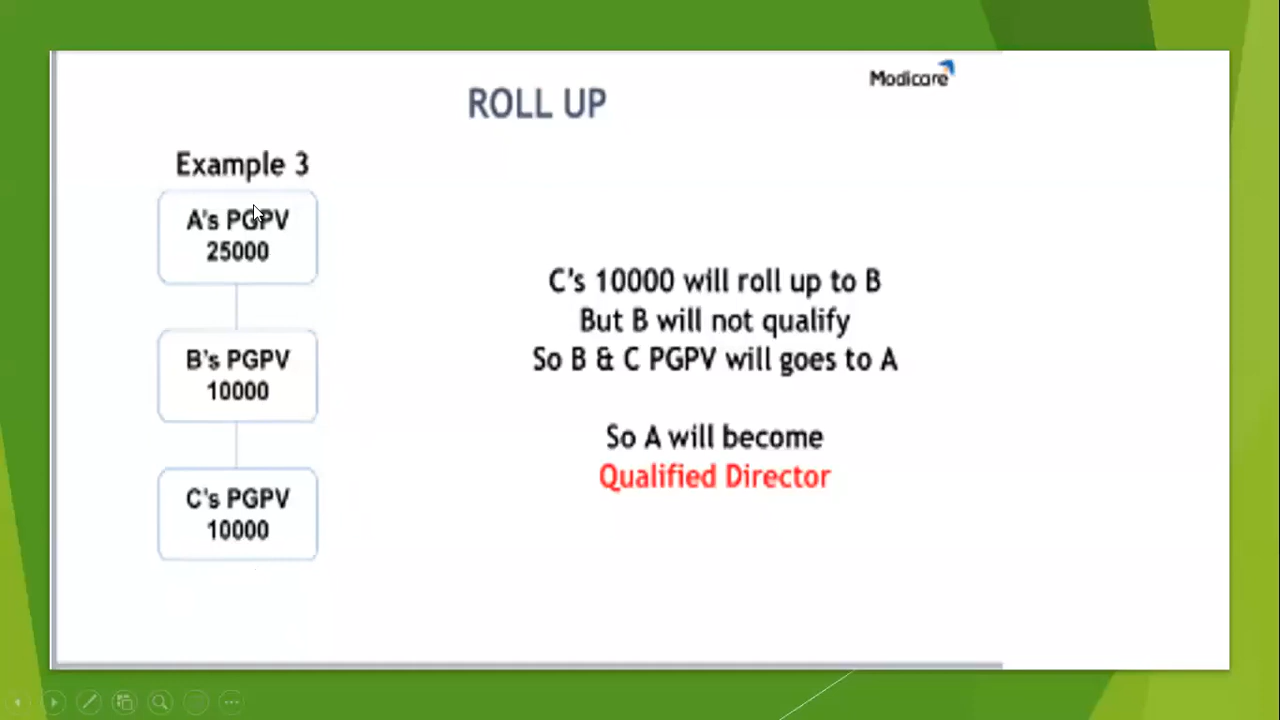 ROLL UP
Modicare
Example 3
A's PGPV
25000
B's PGPV
10000
C's PGPV
10000
C's 10000 will roll up to B
But B will not qualify
So B & C PGPV will goes to A
So A will become
Qualified Director